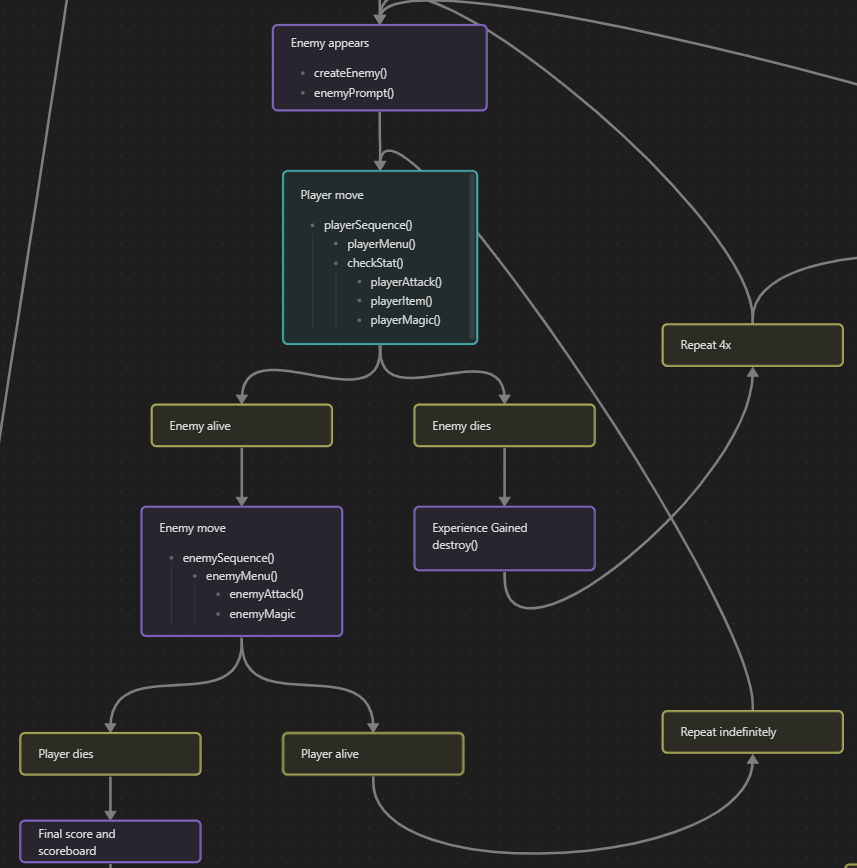 Enemy appears
createEnemy()
enemyPrompt()
Player move
playerSequence()
playerMenu()
checkStat()
playerAttack()
playerItem()
playerMagic()
Repeat 4x
Enemy alive
Enemy dies
Enemy move
enemySequence()
enemyMenu()
enemyAttack()
enemyMagic
Experience Gained
destroy()
Player dies
Player alive
Repeat indefinitely
Final score and
scoreboard